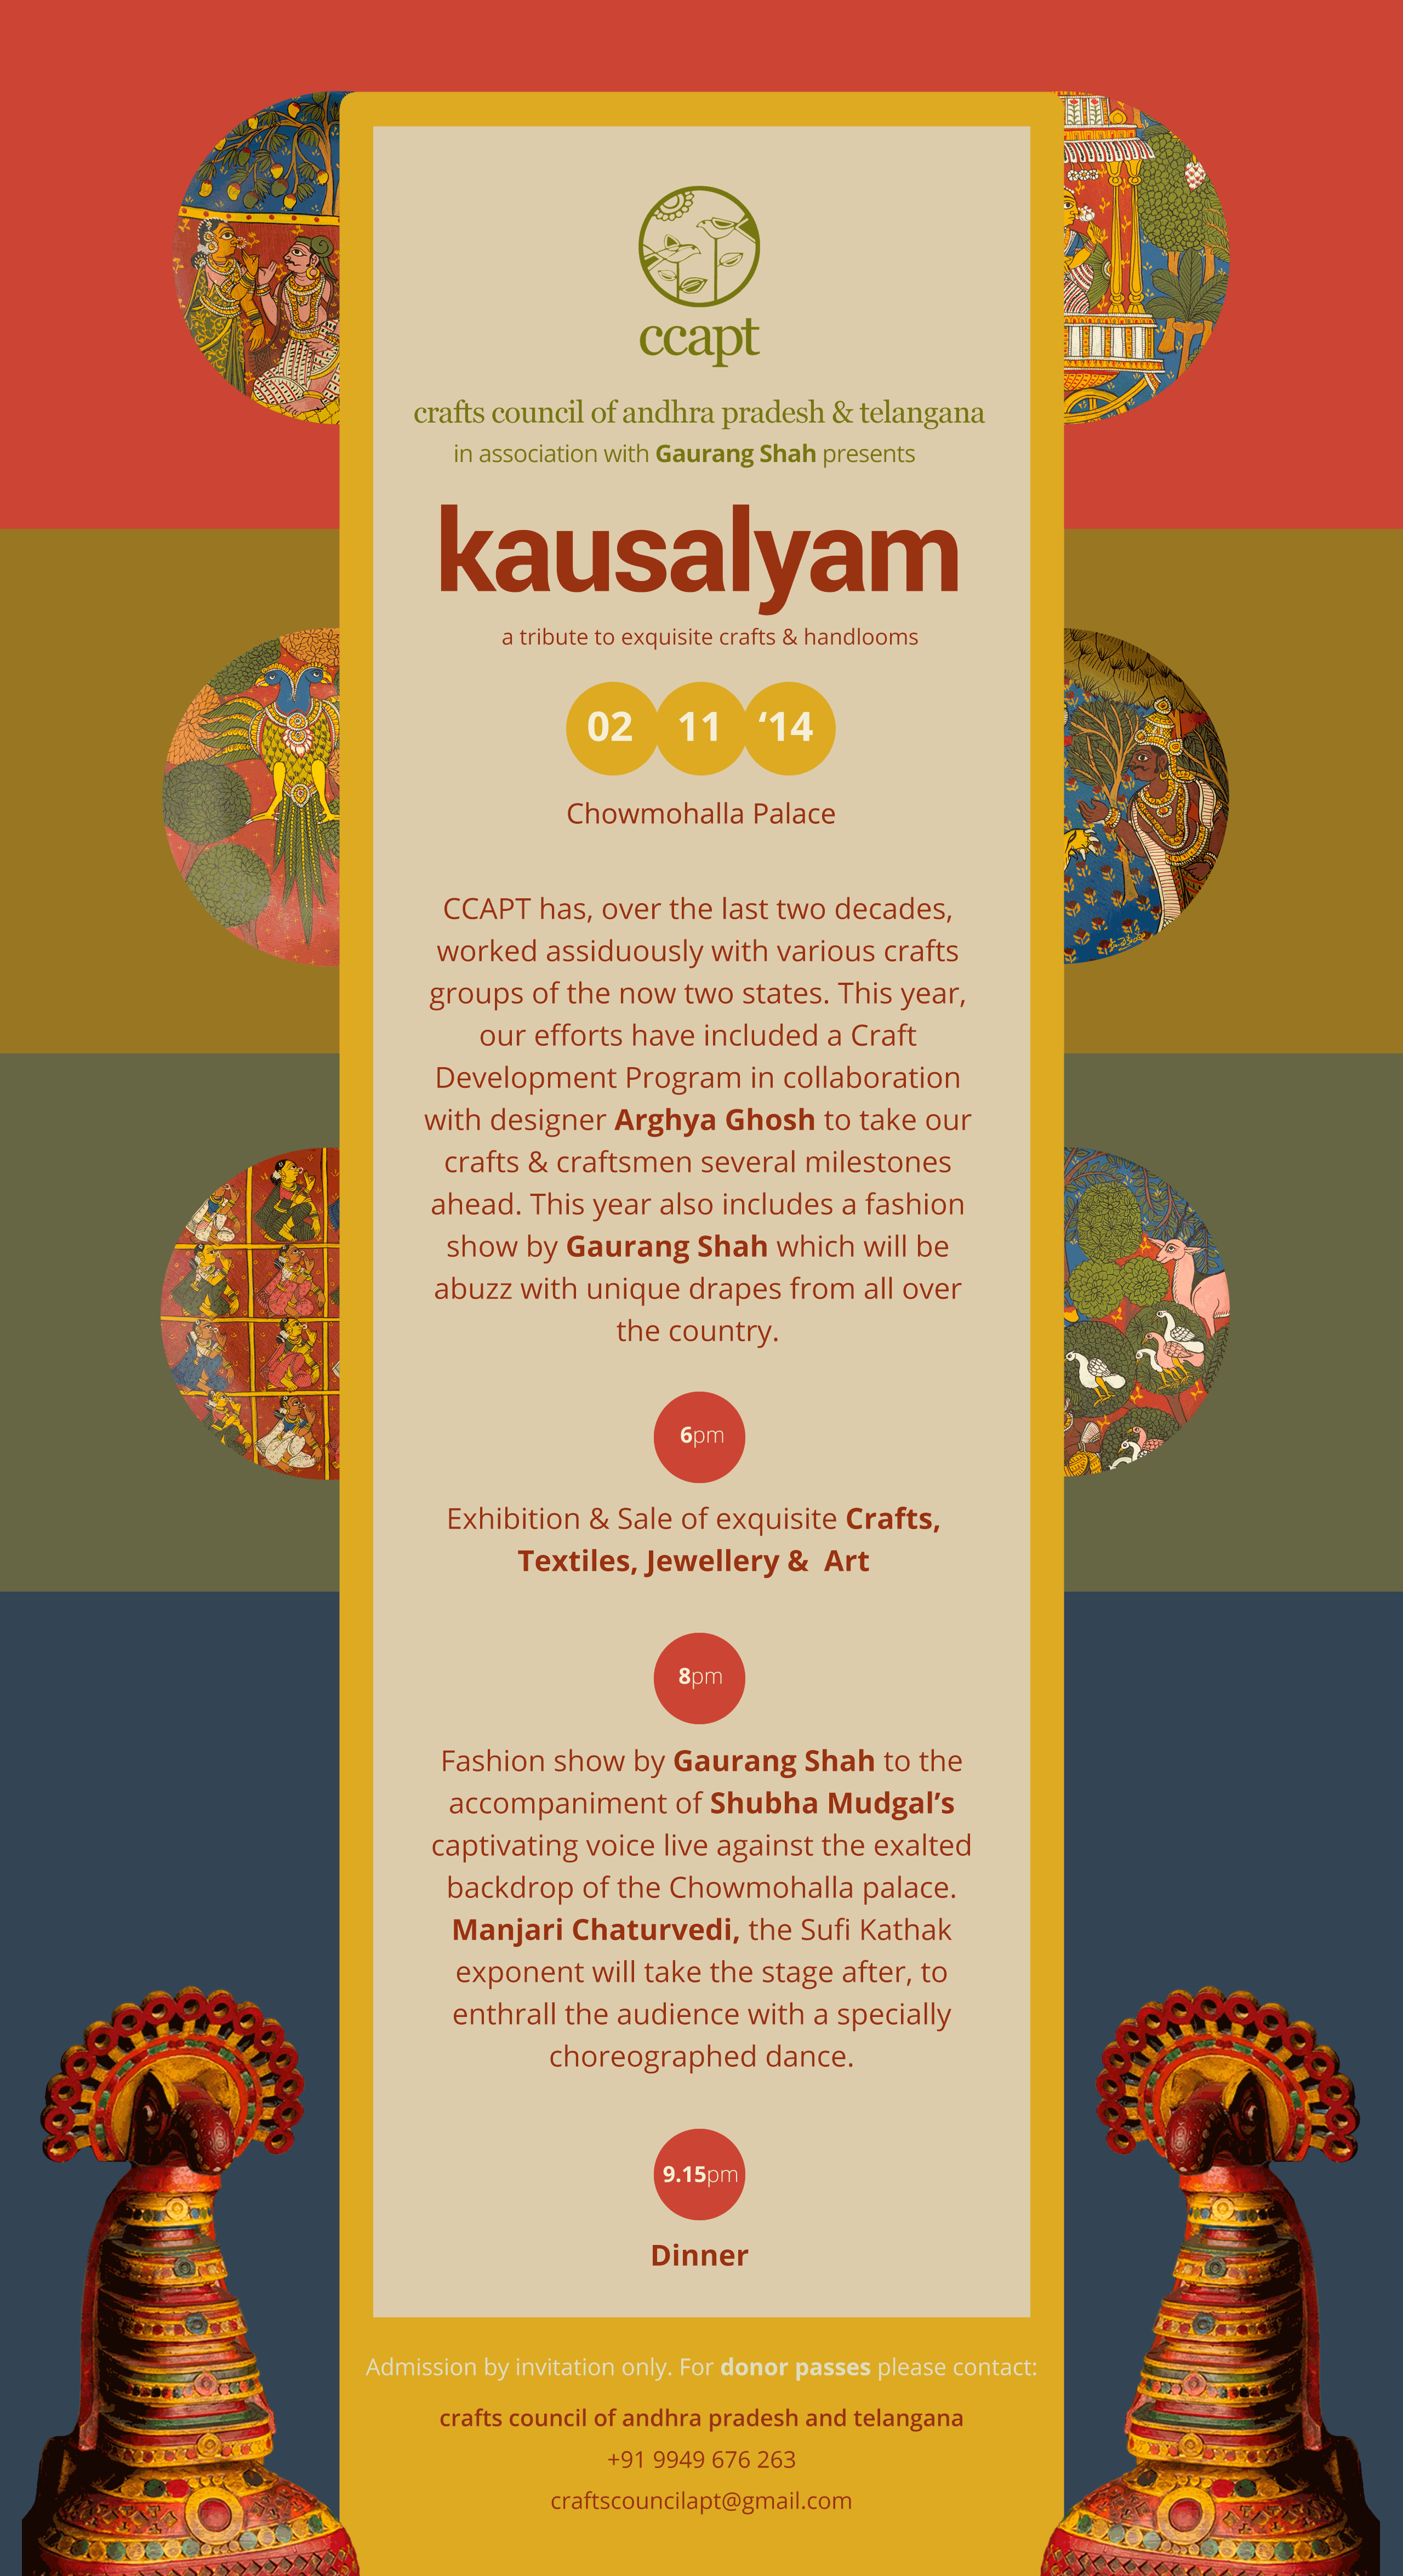 ccapt
crafts council of andhra pradesh & telangana
in association with Gaurang Shah presents
kausalyam
a tribute to exquisite crafts & handlooms
02 11 ‘14
Chowmohalla Palace
CCAPT has, over the last two decades,
worked assiduously with various crafts
groups of the now two states. This year,
our efforts have included a Craft
Development Program in collaboration
with designer Arghya Ghosh to take our
crafts & craftsmen several milestones
ahead. This year also includes a fashion
show by Gaurang Shah which will be
abuzz with unique drapes from all over
the country.
6pm
Exhibition & Sale of exquisite Crafts,
Textiles, Jewellery & Art
8pm
Fashion show by Gaurang Shah to the
accompaniment of Shubha Mudgal’s
captivating voice live against the exalted
backdrop of the Chowmohalla palace.
Manjari Chaturvedi, the Sufi Kathak
exponent will take the stage after, to
enthrall the audience with a specially
choreographed dance.
9.15pm
Dinner
Admission by invitation only. For donor passes please contact:
crafts council of andhra pradesh and telangana
+91 9949 676 263
craftscouncilapt@gmail.com